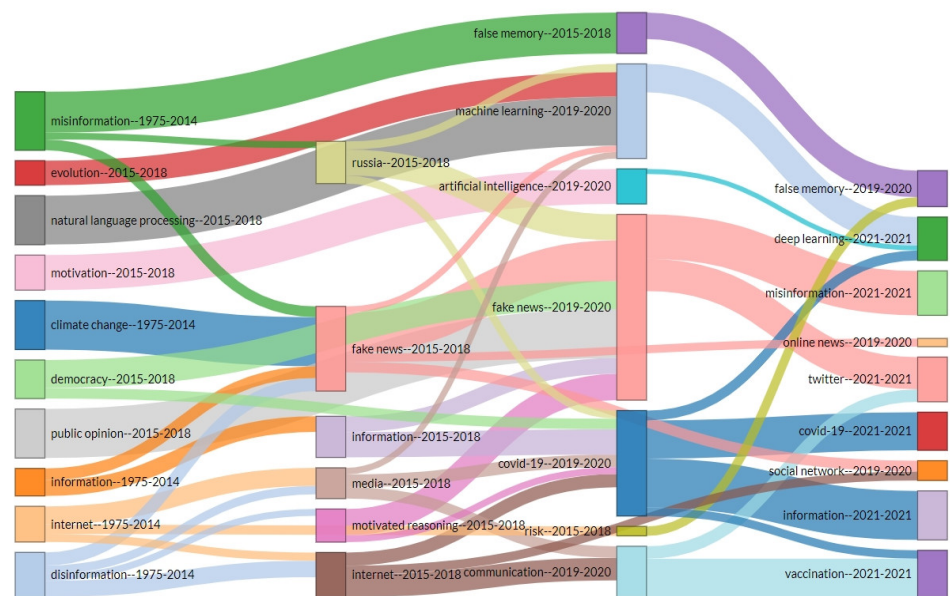 false memory--2015-2018
machine learning--2019-2020
misinformation--1975-2014
russia--2015-2018
evolution--2015-2018
artificial intelligence--2019-2020
false memory--2019-2020
natural language processing--2015-2018
deep learning--2021-2021
motivation--2015-2018
misinformation--2021-2021
fake news--2019-2020
climate change--1975-2014
online news--2019-2020
fake news--2015-2018
democracy--2015-2018
twitter--2021-2021
public opinion--2015-2018
information--2015-2018
covid-19--2021-2021
covid-19--2019-2020
social network--2019-2020
information--1975-2014
media--2015-2018
information--2021-2021
internet--1975-2014
motivated reasoning--2015-2018
risk--2015-2018
disinformation--1975-2014
internet--2015-2018
communication--2019-2020
vaccination--2021-2021